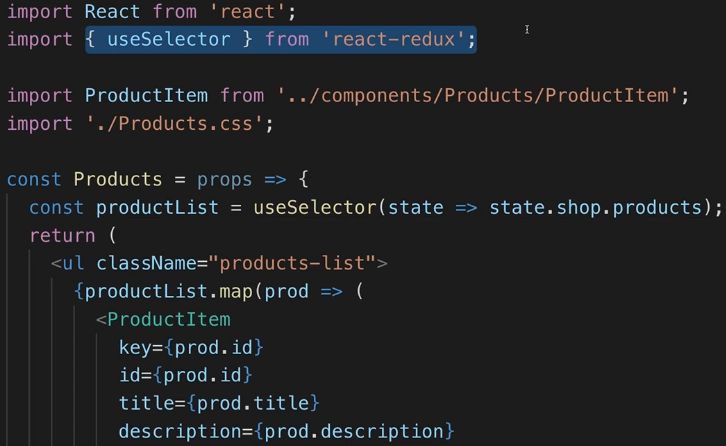 import React from 'react';
import { useSelector } from 'react-redux';
import ProductItem from '../components/Products/ProductItem';
import './Products.css';
const Products = props => {
const productList = useSelector(state => state.shop.products);
return (
<ul className="products-list">
{productList.map(prod => (
<ProductItem
key={prod.id}
id={prod.id}
title={prod.title}
description={prod.description}